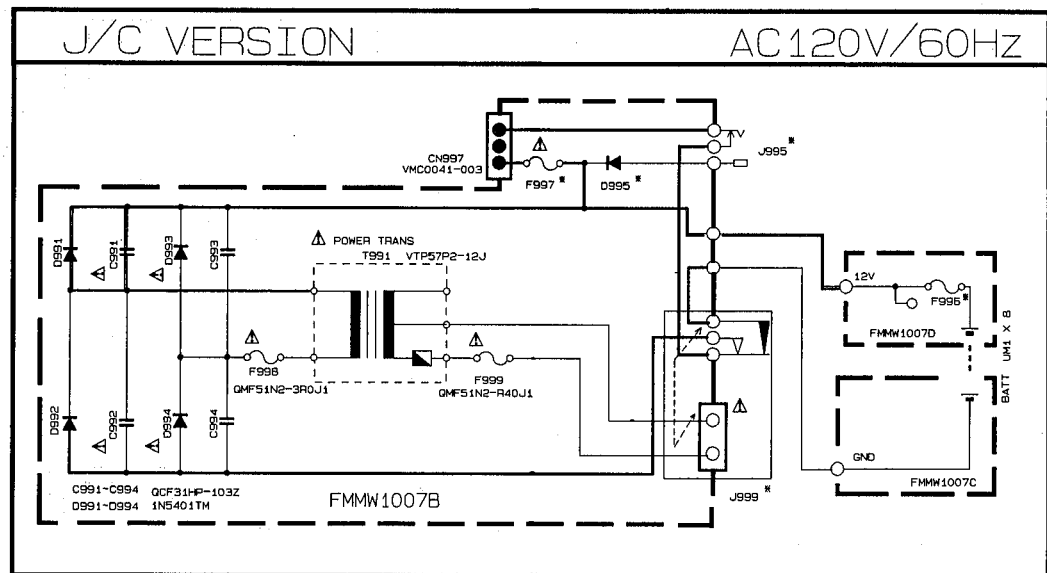 J/C VERSION
AC120V/60Hz
CN997
VMC0041-003
F997*
D995*
J995*
D991
C991
D993
C993
POWER TRANS
T991 VTP57P2-12J
12V
F996*
FMMW1007D
BATT UM1 X 8
F998
QMF51N2-3R0J1
F999
QMF51N2-R40J1
D992
C992
D994
C994
GND
FMMW1007C
J999*
C991~C994 QCF31HP-103Z
D991~D994 1N5401TM
FMMW1007B